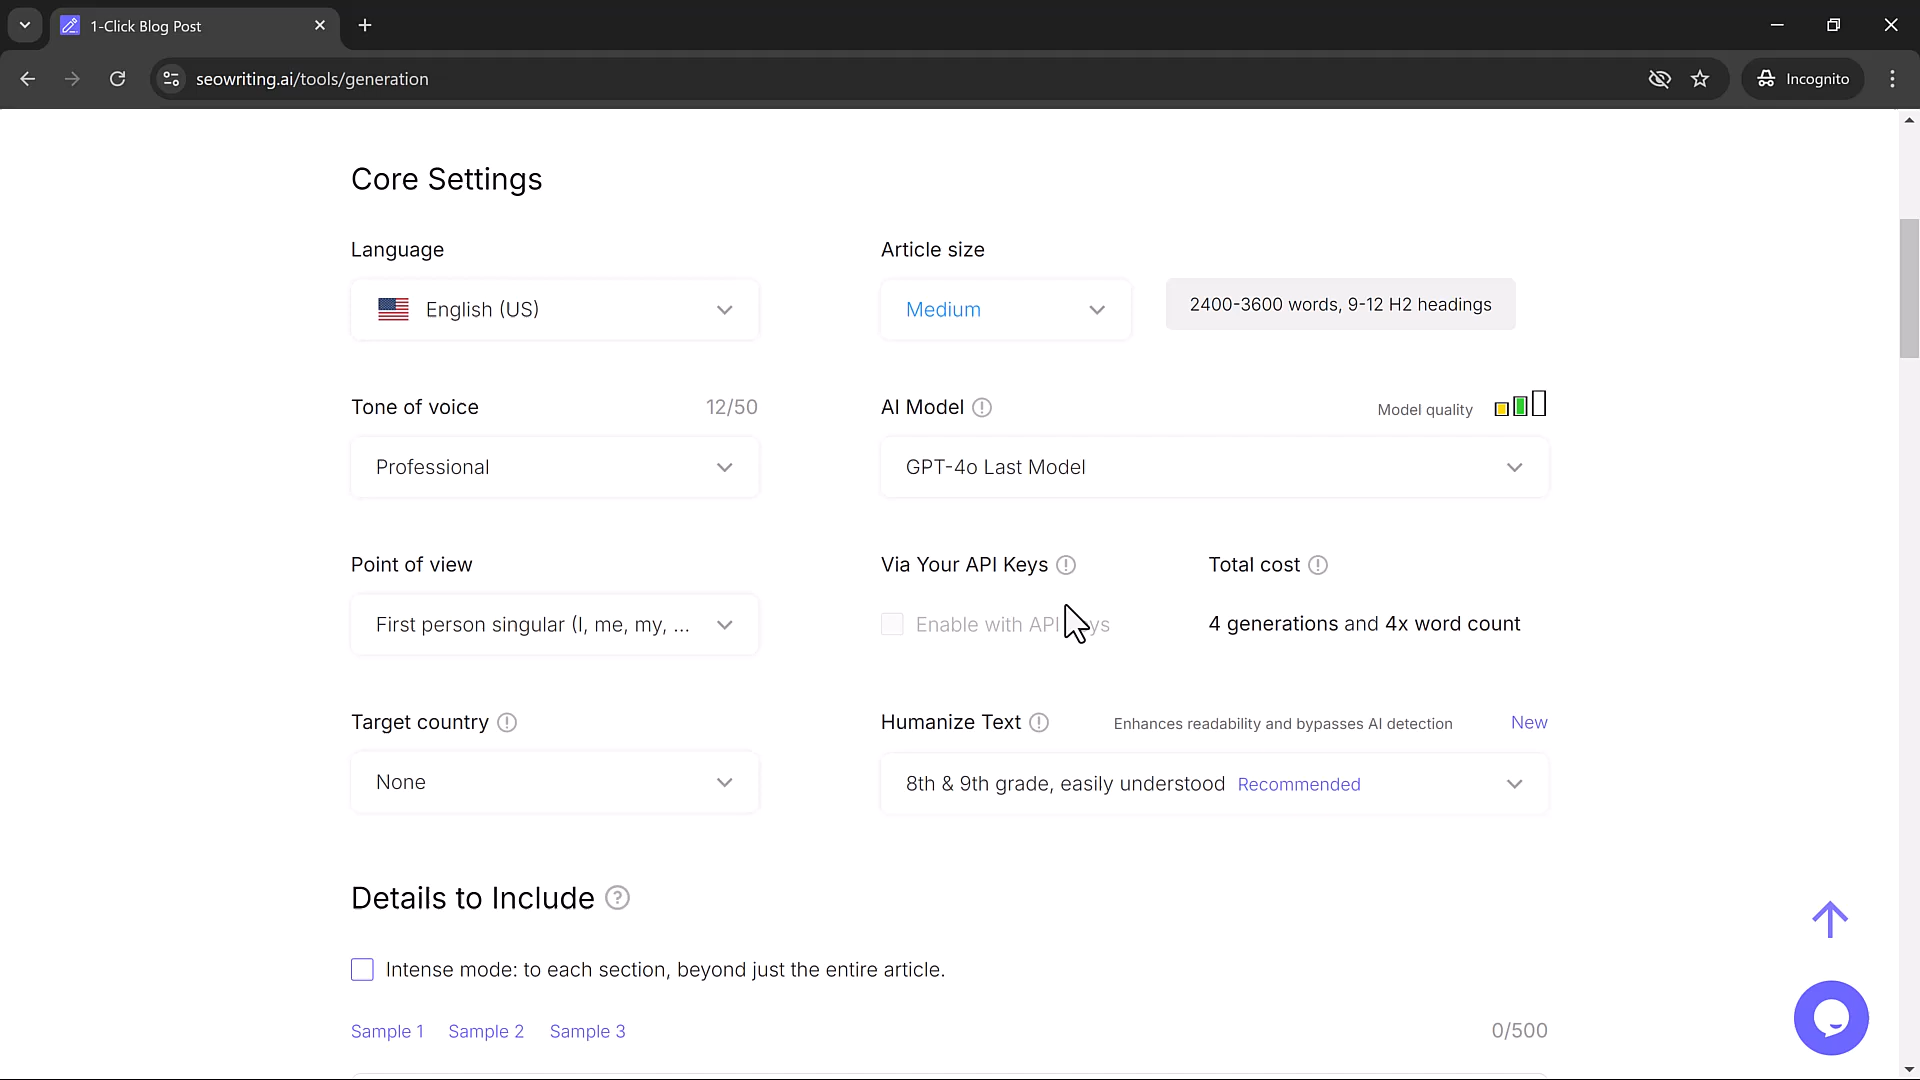 1-Click Blog Post
seowriting.ai/tools/generation
Incognito
Core Settings
Language
Article size
English (US)
Medium
2400-3600 words, 9-12 H2 headings
Tone of voice
12/50
AI Model
Model quality
Professional
GPT-4o Last Model
Point of view
Via Your API Keys
Total cost
First person singular (I, me, my, ...
Enable with API
4 generations and 4x word count
Target country
Humanize Text
Enhances readability and bypasses AI detection
New
None
8th & 9th grade, easily understood Recommended
Details to Include
Intense mode: to each section, beyond just the entire article.
Sample 1 Sample 2 Sample 3
0/500